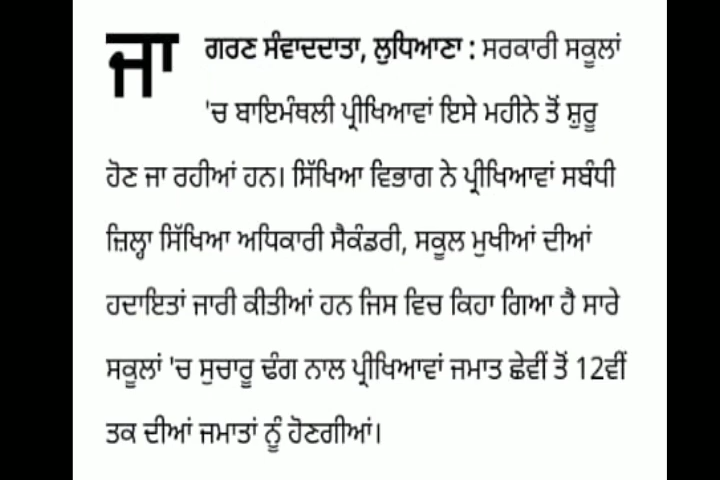 ਜਾਗਰਣ ਸੰਵਾਦਦਾਤਾ, ਲੁਧਿਆਣਾ : ਸਰਕਾਰੀ ਸਕੂਲਾਂ
'ਚ ਬਾਇਮੰਥਲੀ ਪ੍ਰੀਖਿਆਵਾਂ ਇਸੇ ਮਹੀਨੇ ਤੋਂ ਸ਼ੁਰੂ
ਹੋਣ ਜਾ ਰਹੀਆਂ ਹਨ। ਸਿੱਖਿਆ ਵਿਭਾਗ ਨੇ ਪ੍ਰੀਖਿਆਵਾਂ ਸਬੰਧੀ
ਜ਼ਿਲ੍ਹਾ ਸਿੱਖਿਆ ਅਧਿਕਾਰੀ ਸੈਕੰਡਰੀ, ਸਕੂਲ ਮੁਖੀਆਂ ਦੀਆਂ
ਹਦਾਇਤਾਂ ਜਾਰੀ ਕੀਤੀਆਂ ਹਨ ਜਿਸ ਵਿਚ ਕਿਹਾ ਗਿਆ ਹੈ ਸਾਰੇ
ਸਕੂਲਾਂ 'ਚ ਸੁਚਾਰੂ ਢੰਗ ਨਾਲ ਪ੍ਰੀਖਿਆਵਾਂ ਜਮਾਤ ਛੇਵੀਂ ਤੋਂ 12ਵੀਂ
ਤਕ ਦੀਆਂ ਜਮਾਤਾਂ ਨੂੰ ਹੋਣਗੀਆਂ।